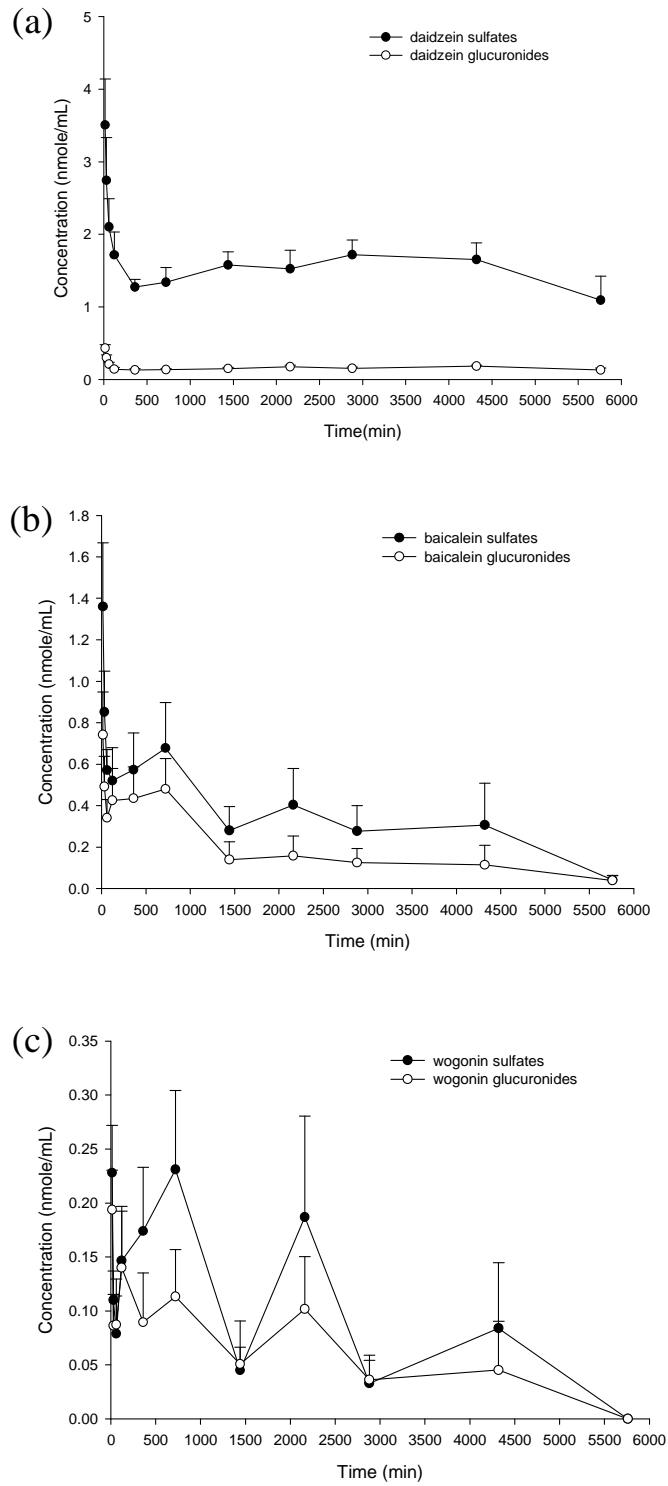 (a)
daidzein sulfates
daidzein glucuronides
Concentration (nmole/mL)
5
4
3
2
1
0
0 500 1000 1500 2000 2500 3000 3500 4000 4500 5000 5500 6000
Time(min)
(b)
baicalein sulfates
baicalein glucuronides
Concentration (nmole/mL)
1.8
1.6
1.4
1.2
1.0
0.8
0.6
0.4
0.2
0.0
0 500 1000 1500 2000 2500 3000 3500 4000 4500 5000 5500 6000
Time (min)
(c)
wogonin sulfates
wogonin glucuronides
Concentration (nmole/mL)
0.35
0.30
0.25
0.20
0.15
0.10
0.05
0.00
0 500 1000 1500 2000 2500 3000 3500 4000 4500 5000 5500 6000
Time (min)